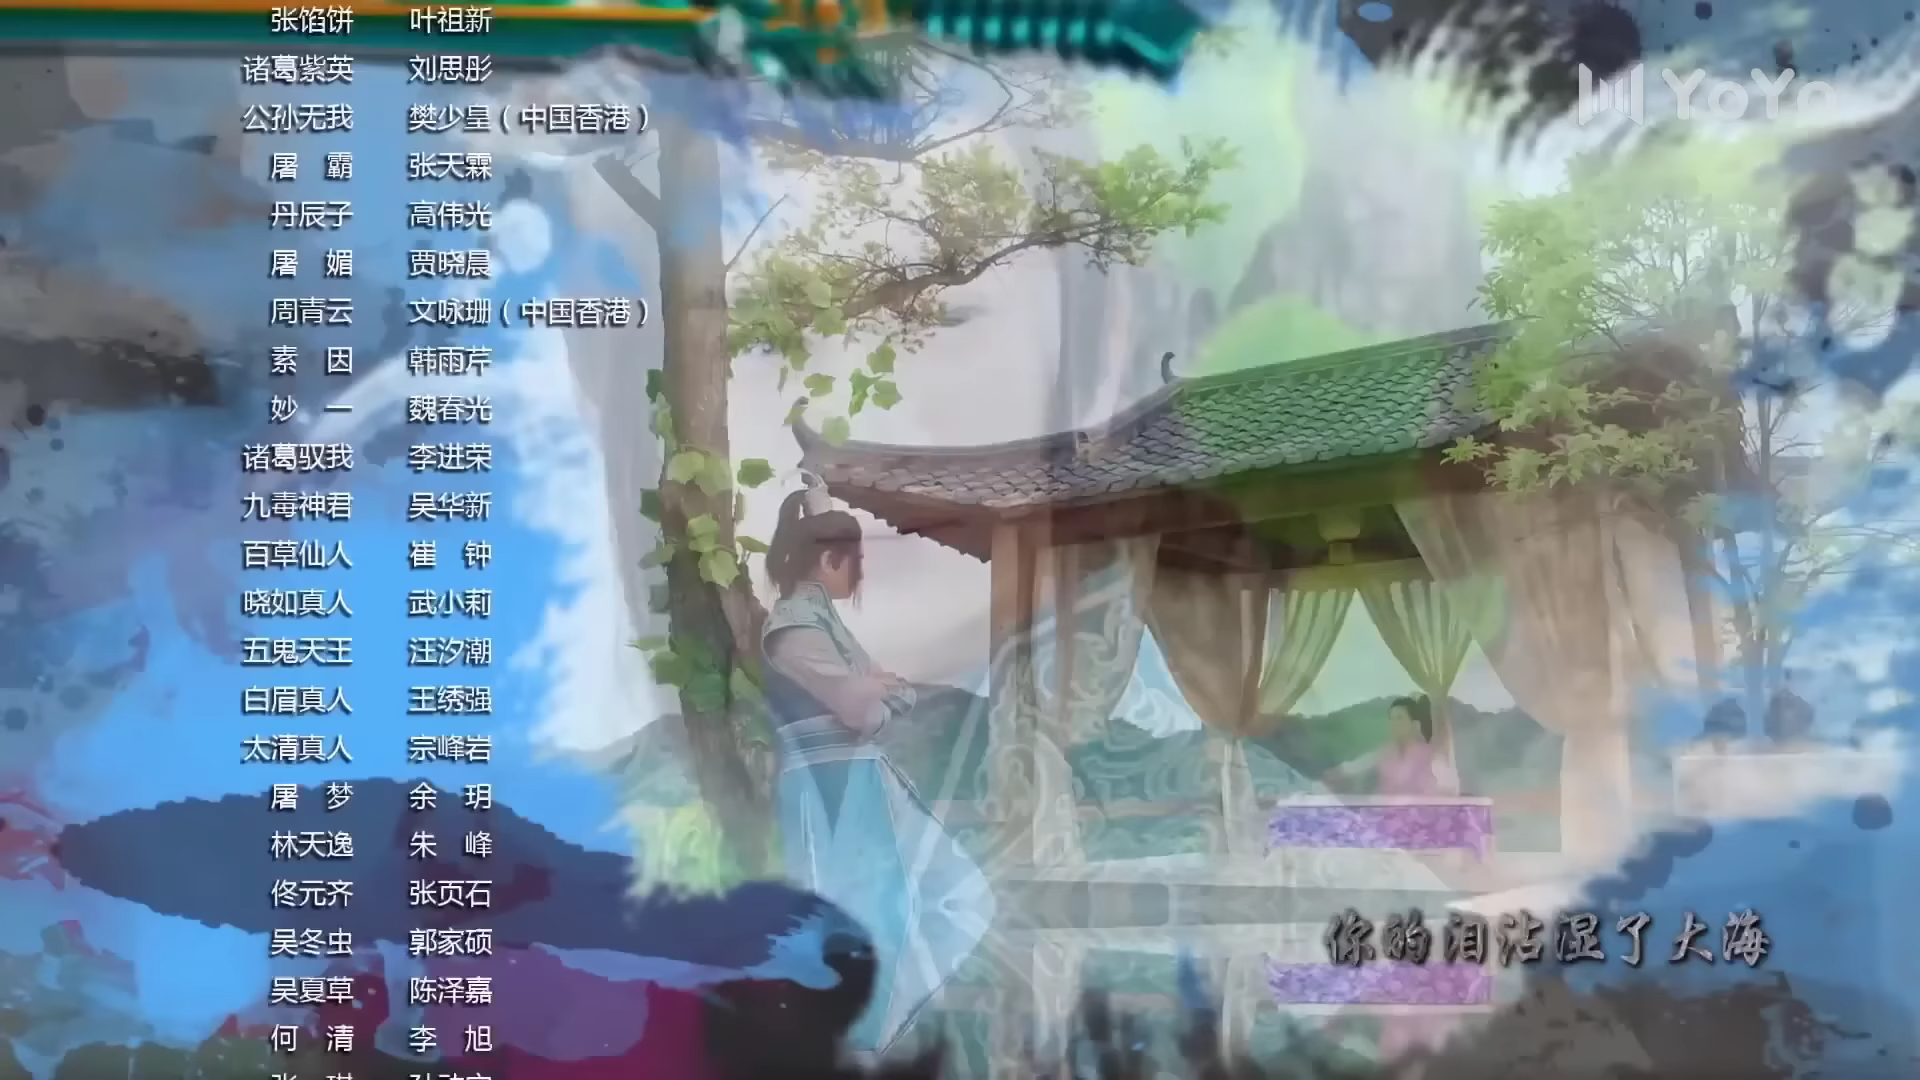 张馅饼 叶祖新
诸葛紫英 刘思彤
公孙无我 樊少皇（中国香港）
屠 霸 张天霖
丹辰子 高伟光
屠 媚 贾晓晨
周青云 文咏珊（中国香港）
素 因 韩雨芹
妙 一 魏春光
诸葛驭我 李进荣
九毒神君 吴华新
百草仙人 崔 钟
晓如真人 武小莉
五鬼天王 汪汐潮
白眉真人 王绣强
太清真人 宗峰岩
屠 梦 余 玥
林天逸 朱 峰
佟元齐 张页石
吴冬虫 郭家硕
吴夏草 陈泽嘉
何 清 李 旭
YoYo
你的泪沾湿了大海